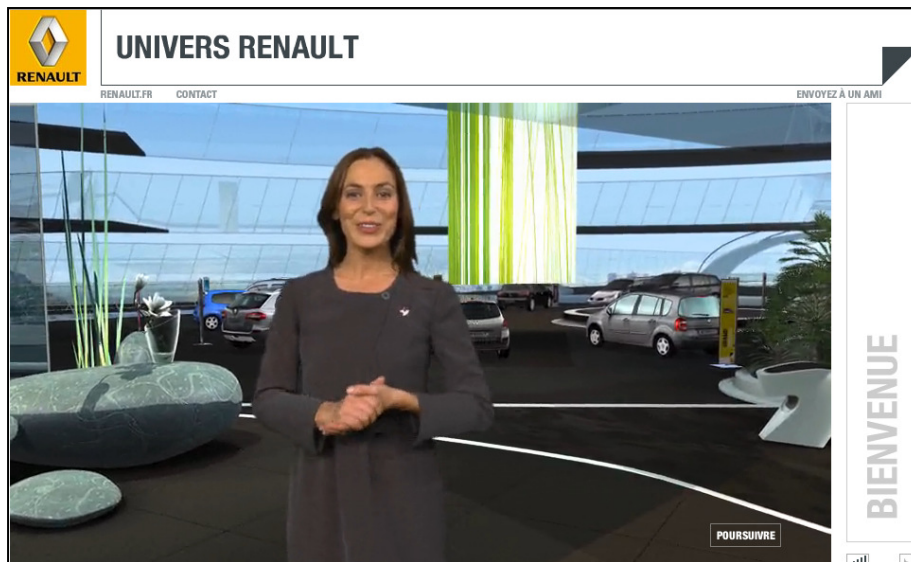 RENAULT
UNIVERS RENAULT
RENAULT.FR CONTACT ENVOYEZ À UN AMI
BIENVENUE
POURSUIVRE